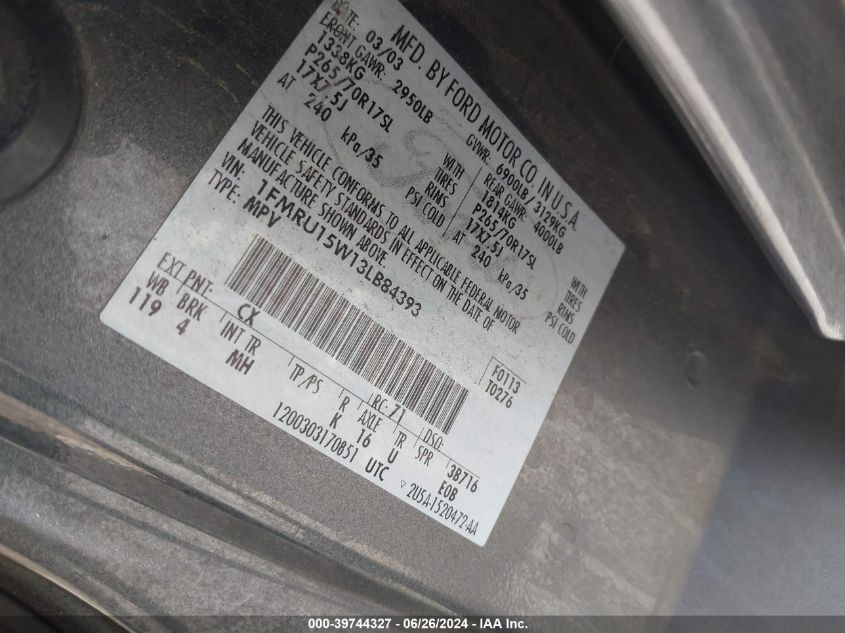 MFD. BY FORD MOTOR CO. IN U.S.A.
DATE: 03/03 GVWR: 6900LB/ 3129KG
FRONT GAWR: 2950LB REAR GAWR: 4000LB
1338KG WITH 1814KG WITH
P265/70R17SL TIRES P265/70R17SL TIRES
17X7.5J RIMS 17X7.5J RIMS
AT 240 kPa/35 PSI COLD AT 240 kPa/35 PSI COLD
THIS VEHICLE CONFORMS TO ALL APPLICABLE FEDERAL MOTOR
VEHICLE SAFETY STANDARDS IN EFFECT ON THE DATE OF
MANUFACTURE SHOWN ABOVE.
VIN: 1FMRU15W13LB84393
TYPE: MPV
F0113
T0276
EXT PNT: CX RC: 71 DSO: 3B716
WB BRK INT TR TP/PS R AXLE TR SPR
119 4 MH K 16 U EOB
1200303170851 UTC
▽ 2U5A-1520472-AA
000-39744327 - 06/26/2024 - IAA Inc.